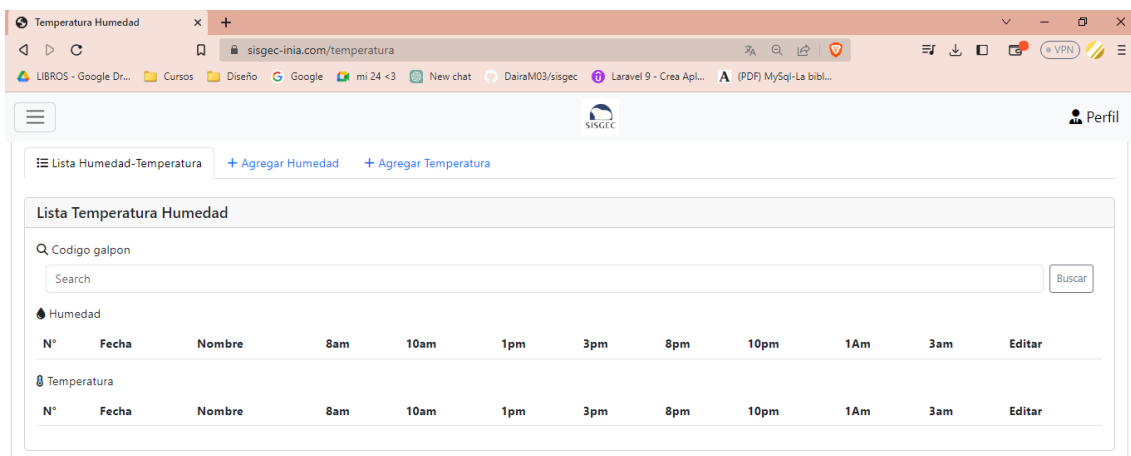 Temperatura Humedad
sisgec-inia.com/temperatura
VPN
LIBROS - Google Dr... Cursos Diseño Google mi 24 <3 New chat DairaM03/sisgec Laravel 9 - Crea Apl... (PDF) MySql-La bibl...
SISGEC
Perfil
Lista Humedad-Temperatura + Agregar Humedad + Agregar Temperatura
Lista Temperatura Humedad
Codigo galpon
Search Buscar
Humedad
N° Fecha Nombre 8am 10am 1pm 3pm 8pm 10pm 1Am 3am Editar
Temperatura
N° Fecha Nombre 8am 10am 1pm 3pm 8pm 10pm 1Am 3am Editar